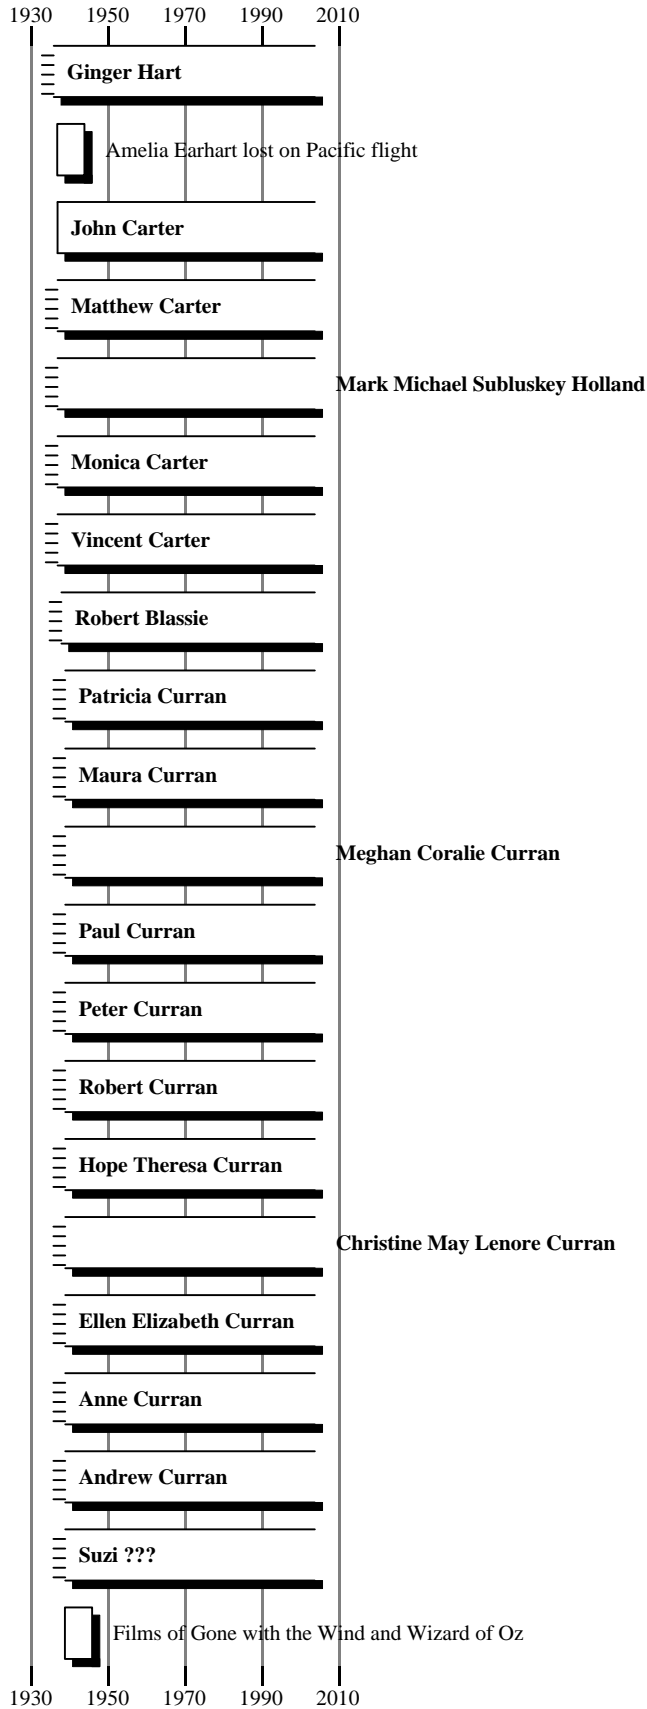 1930 1950 1970 1990 2010
Ginger Hart
Amelia Earhart lost on Pacific flight
John Carter
Matthew Carter
Mark Michael Subluskey Holland
Monica Carter
Vincent Carter
Robert Blassie
Patricia Curran
Maura Curran
Meghan Coralie Curran
Paul Curran
Peter Curran
Robert Curran
Hope Theresa Curran
Christine May Lenore Curran
Ellen Elizabeth Curran
Anne Curran
Andrew Curran
Suzi ???
Films of Gone with the Wind and Wizard of Oz
1930 1950 1970 1990 2010